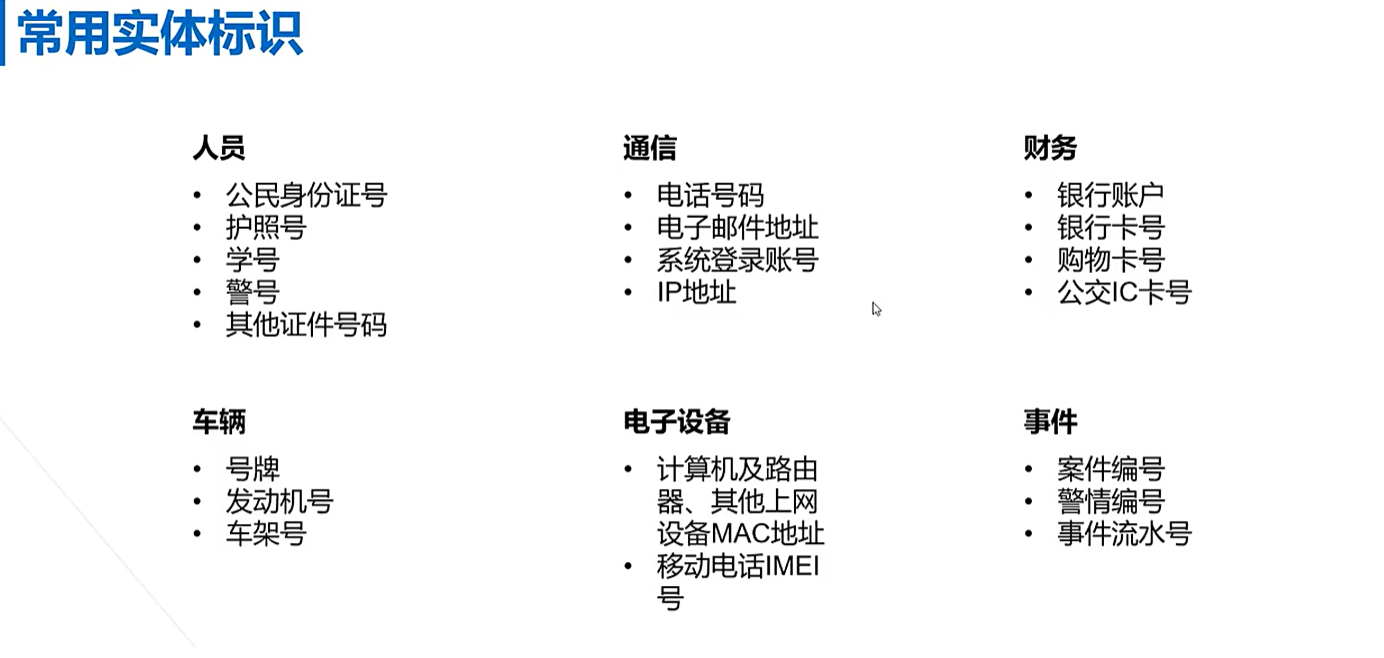 常用实体标识
人员
• 公民身份证号
• 护照号
• 学号
• 警号
• 其他证件号码
通信
• 电话号码
• 电子邮件地址
• 系统登录账号
• IP地址
财务
• 银行账户
• 银行卡号
• 购物卡号
• 公交IC卡号
车辆
• 号牌
• 发动机号
• 车架号
电子设备
• 计算机及路由
器、其他上网
设备MAC地址
• 移动电话IMEI
号
事件
• 案件编号
• 警情编号
• 事件流水号